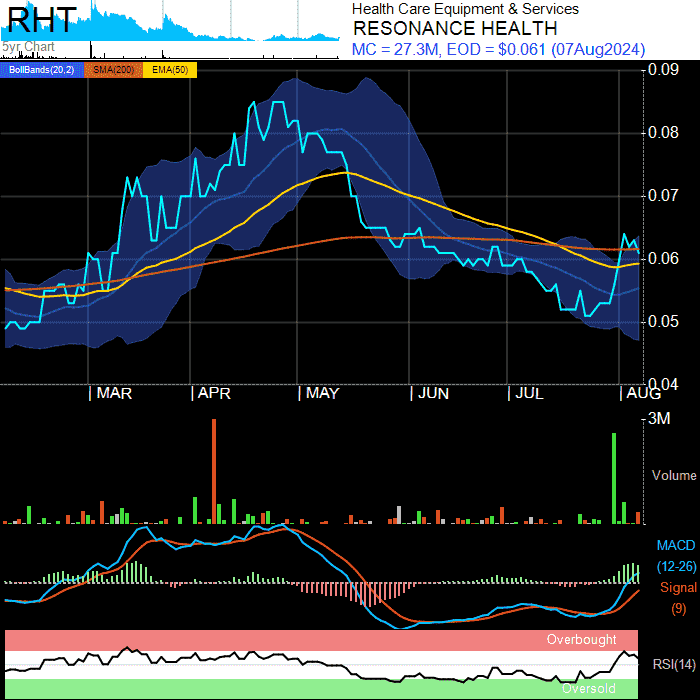 RHT
5yr Chart
Health Care Equipment & Services
RESONANCE HEALTH
MC = 27.3M, EOD = $0.061 (07Aug2024)
BollBands(20,2) SMA(200) EMA(50)
0.09
0.08
0.07
0.06
0.05
0.04
MAR APR MAY JUN JUL AUG
3M
Volume
MACD
(12-26)
Signal
(9)
Overbought
RSI(14)
Oversold